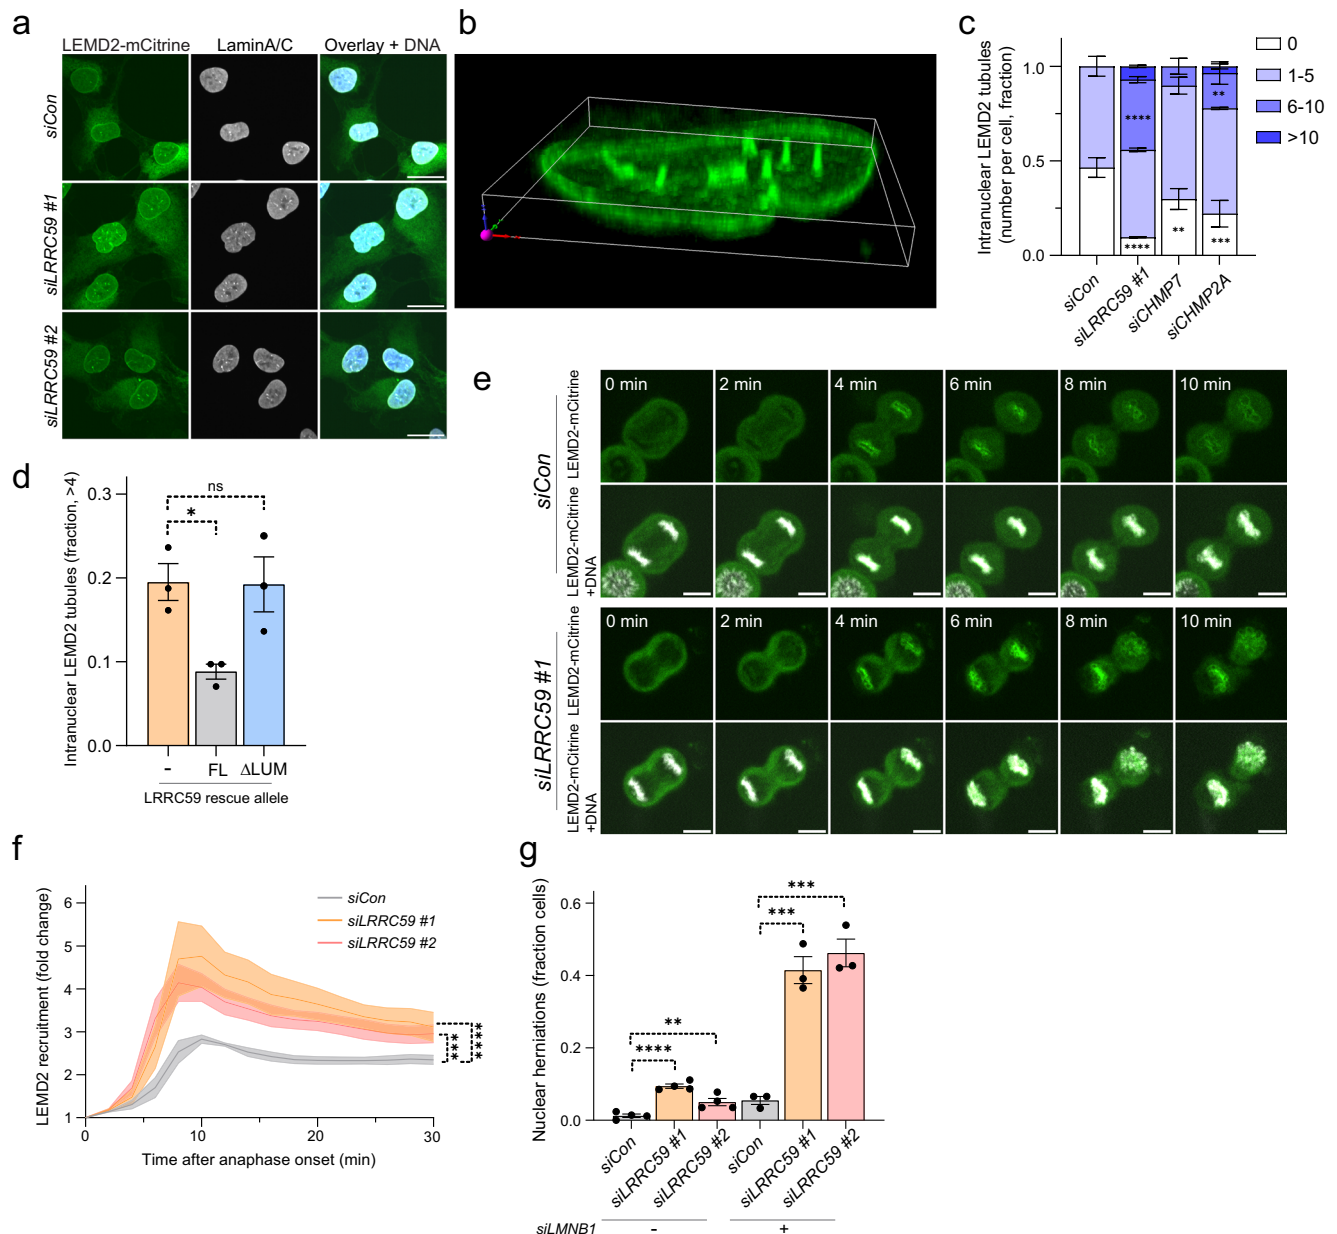 a
LEMD2-mCitrine LaminA/C Overlay + DNA
siCon
siLRRC59 #1
siLRRC59 #2
b
c
Intranuclear LEMD2 tubules
(number per cell, fraction)
1.0
0.5
0.0
****
****
**
**
***
siCon siLRRC59 #1 siCHMP7 siCHMP2A
0
1-5
6-10
>10
d
Intranuclear LEMD2 tubules (fraction, >4)
0.3
0.2
0.1
0.0
ns
*
- FL ΔLUM
LRRC59 rescue allele
e
siCon
LEMD2-mCitrine
0 min 2 min 4 min 6 min 8 min 10 min
LEMD2-mCitrine
+DNA
siLRRC59 #1
LEMD2-mCitrine
0 min 2 min 4 min 6 min 8 min 10 min
LEMD2-mCitrine
+DNA
f
LEMD2 recruitment (fold change)
6
5
4
3
2
1
siCon
siLRRC59 #1
siLRRC59 #2
***
****
0 10 20 30
Time after anaphase onset (min)
g
Nuclear herniations (fraction cells)
0.6
0.4
0.2
0.0
**
****
***
***
siCon siLRRC59 #1 siLRRC59 #2 siCon siLRRC59 #1 siLRRC59 #2
siLMNB1 - +